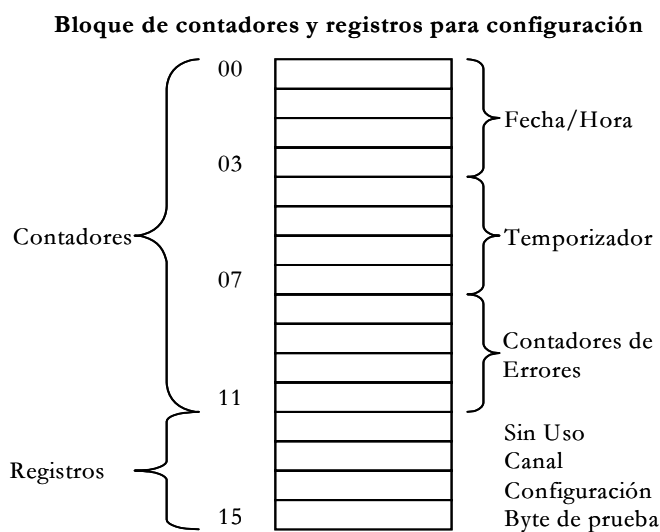 Bloque de contadores y registros para configuración
00
Fecha/Hora
03
Contadores
Temporizador
07
Contadores de
Errores
11
Sin Uso
Canal
Registros
Configuración
15
Byte de prueba